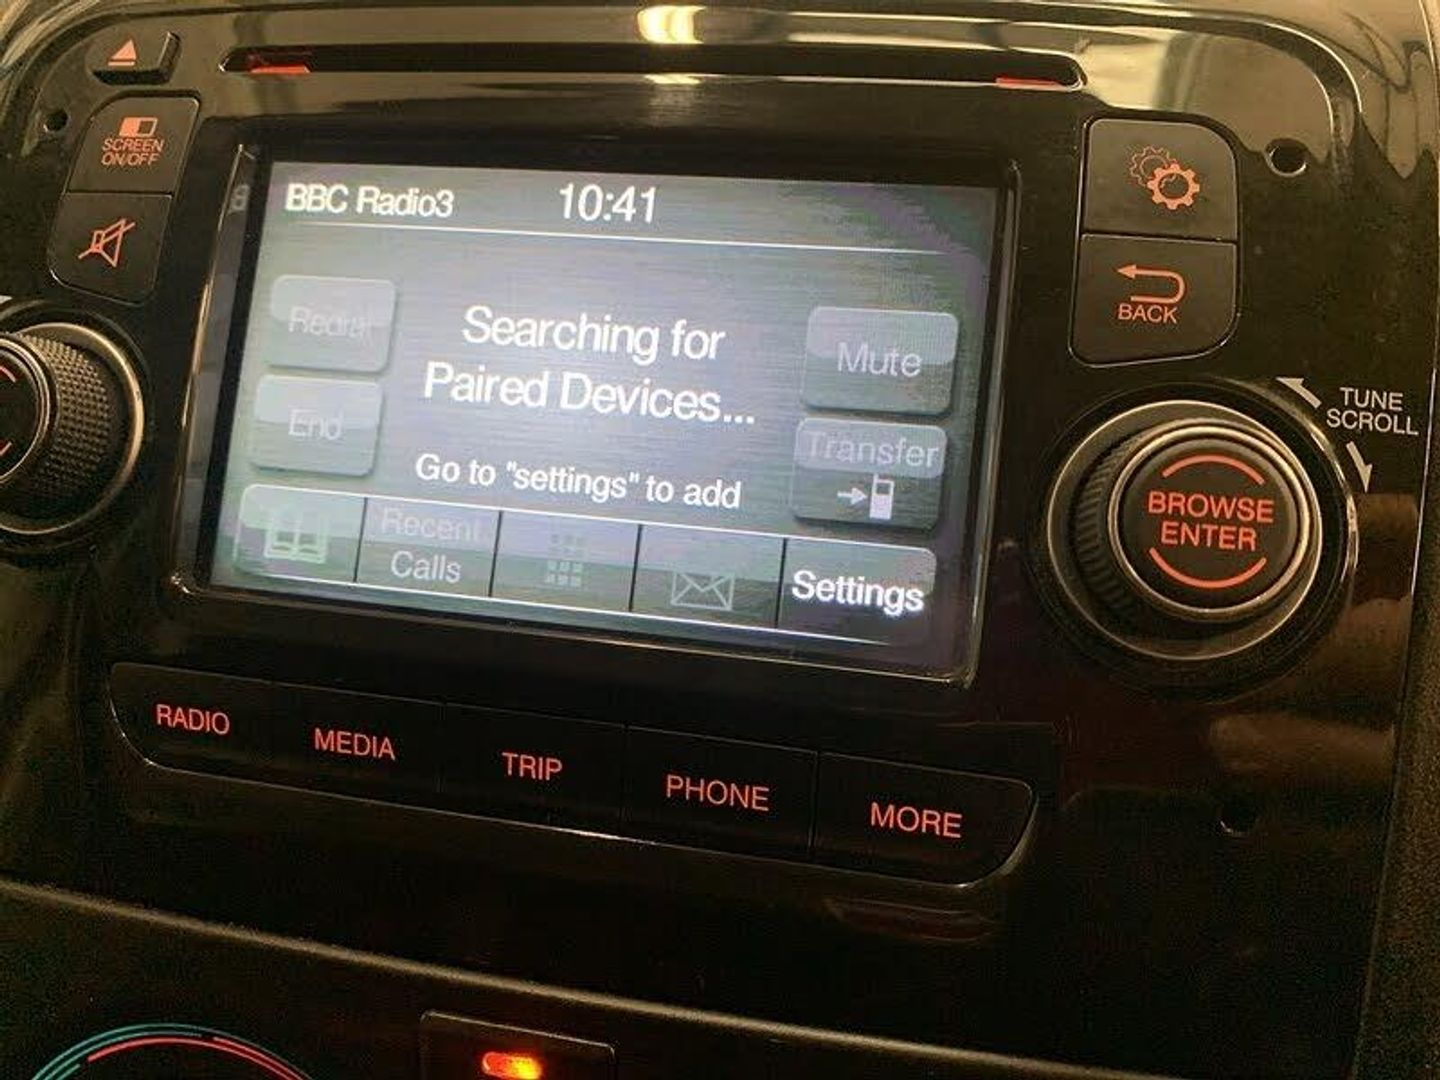 SCREEN
ON/OFF
BBC Radio3 10:41
Redial
Searching for
Paired Devices...
Mute
End
Transfer
Go to "settings" to add
Recent
Calls
Settings
BACK
TUNE
SCROLL
BROWSE
ENTER
RADIO
MEDIA
TRIP
PHONE
MORE